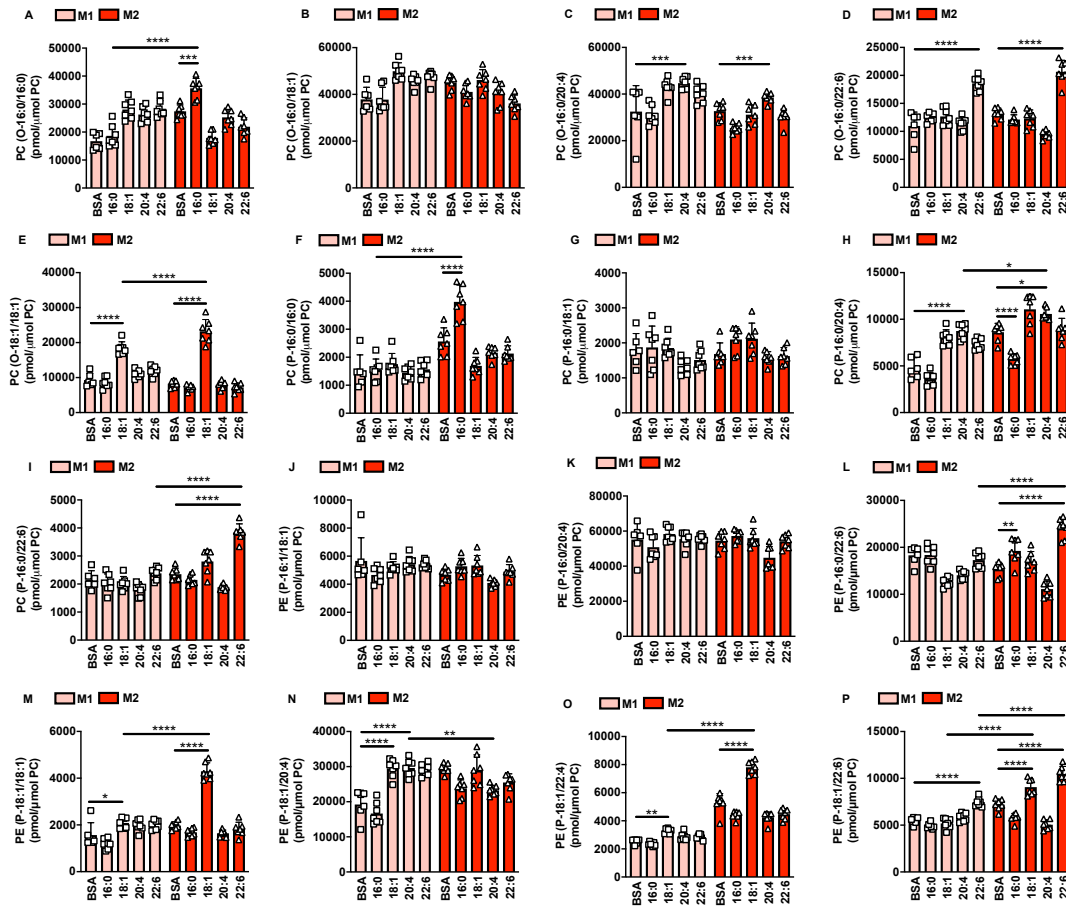 A M1 M2
PC (O-16:0/16:0)
(pmol/µmol PC)
50000
40000
30000
20000
10000
0
****
***
BSA 16:0 18:1 20:4 22:6 BSA 16:0 18:1 20:4 22:6
B M1 M2
PC (O-16:0/18:1)
(pmol/µmol PC)
60000
40000
20000
0
BSA 16:0 18:1 20:4 22:6 BSA 16:0 18:1 20:4 22:6
C M1 M2
PC (O-16:0/20:4)
(pmol/µmol PC)
60000
40000
20000
0
*** ***
BSA 16:0 18:1 20:4 22:6 BSA 16:0 18:1 20:4 22:6
D M1 M2
PC (O-16:0/22:6)
(pmol/µmol PC)
25000
20000
15000
10000
5000
0
**** ****
BSA 16:0 18:1 20:4 22:6 BSA 16:0 18:1 20:4 22:6
E M1 M2
PC (O-18:1/18:1)
(pmol/µmol PC)
40000
30000
20000
10000
0
****
**** ****
BSA 16:0 18:1 20:4 22:6 BSA 16:0 18:1 20:4 22:6
F M1 M2
PC (P-16:0/16:0)
(pmol/µmol PC)
5000
4000
3000
2000
1000
0
****
****
BSA 16:0 18:1 20:4 22:6 BSA 16:0 18:1 20:4 22:6
G M1 M2
PC (P-16:0/18:1)
(pmol/µmol PC)
4000
3000
2000
1000
0
BSA 16:0 18:1 20:4 22:6 BSA 16:0 18:1 20:4 22:6
H M1 M2
PC (P-16:0/20:4)
(pmol/µmol PC)
15000
10000
5000
0
*
*
**** ****
BSA 16:0 18:1 20:4 22:6 BSA 16:0 18:1 20:4 22:6
I M1 M2
PC (P-16:0/22:6)
(pmol/µmol PC)
5000
4000
3000
2000
1000
0
****
****
BSA 16:0 18:1 20:4 22:6 BSA 16:0 18:1 20:4 22:6
J M1 M2
PE (P-16:1/18:1)
(pmol/µmol PC)
10000
8000
6000
4000
2000
0
BSA 16:0 18:1 20:4 22:6 BSA 16:0 18:1 20:4 22:6
K M1 M2
PE (P-16:0/20:4)
(pmol/µmol PC)
80000
60000
40000
20000
0
BSA 16:0 18:1 20:4 22:6 BSA 16:0 18:1 20:4 22:6
L M1 M2
PE (P-16:0/22:6)
(pmol/µmol PC)
30000
20000
10000
0
****
****
**
BSA 16:0 18:1 20:4 22:6 BSA 16:0 18:1 20:4 22:6
M M1 M2
PE (P-18:1/18:1)
(pmol/µmol PC)
6000
4000
2000
0
****
****
*
BSA 16:0 18:1 20:4 22:6 BSA 16:0 18:1 20:4 22:6
N M1 M2
PE (P-18:1/20:4)
(pmol/µmol PC)
40000
30000
20000
10000
0
****
**
****
BSA 16:0 18:1 20:4 22:6 BSA 16:0 18:1 20:4 22:6
O M1 M2
PE (P-18:1/22:4)
(pmol/µmol PC)
10000
8000
6000
4000
2000
0
****
****
**
BSA 16:0 18:1 20:4 22:6 BSA 16:0 18:1 20:4 22:6
P M1 M2
PE (P-18:1/22:6)
(pmol/µmol PC)
15000
10000
5000
0
****
****
****
****
****
BSA 16:0 18:1 20:4 22:6 BSA 16:0 18:1 20:4 22:6